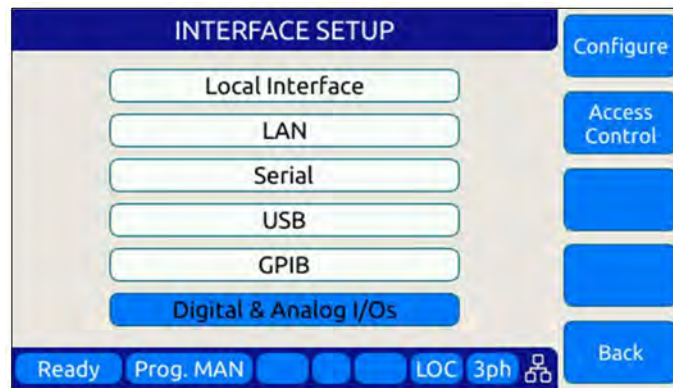 INTERFACE SETUP
Configure
Local Interface
LAN
Access
Control
Serial
USB
GPIB
Digital & Analog I/Os
Back
Ready
Prog. MAN
LOC
3ph